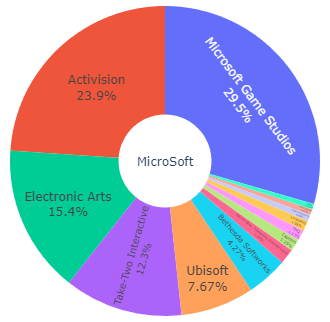 Microsoft Game Studios
29.5%
Activision
23.9%
Electronic Arts
15.4%
Take-Two Interactive
12.3%
Ubisoft
7.67%
Bethesda Softworks
4.27%
MicroSoft